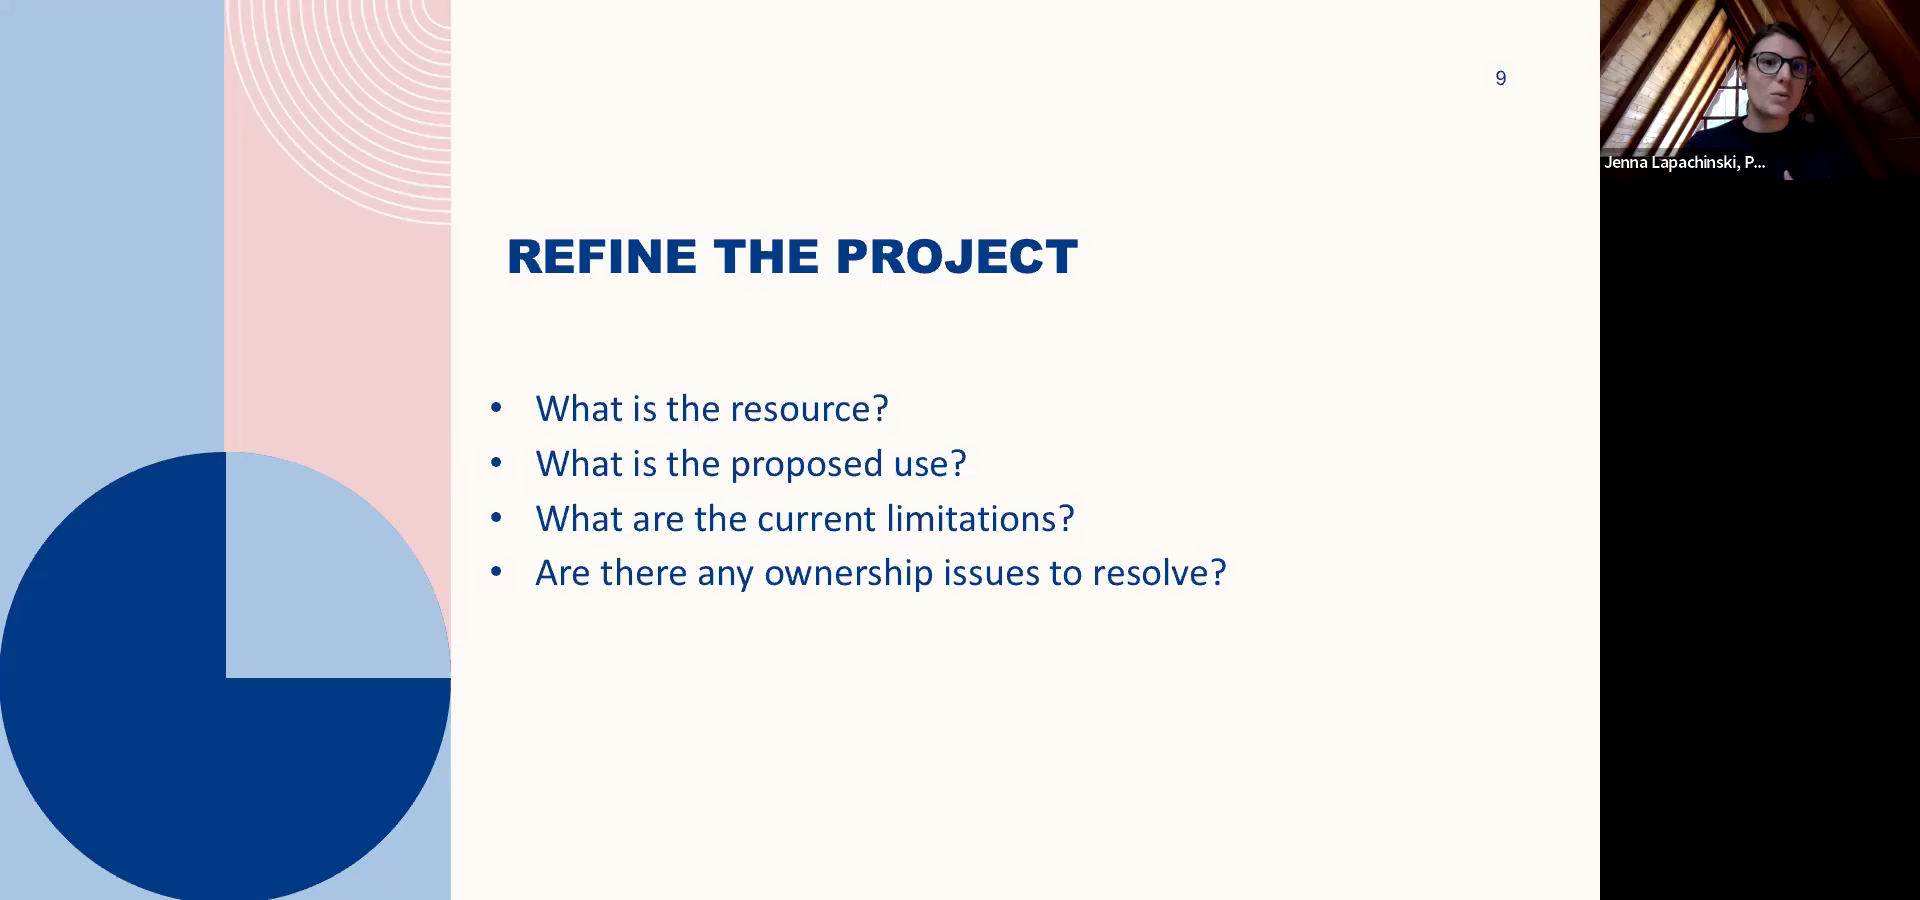 9
REFINE THE PROJECT
• What is the resource?
• What is the proposed use?
• What are the current limitations?
• Are there any ownership issues to resolve?
Jenna Lapachinski, P...